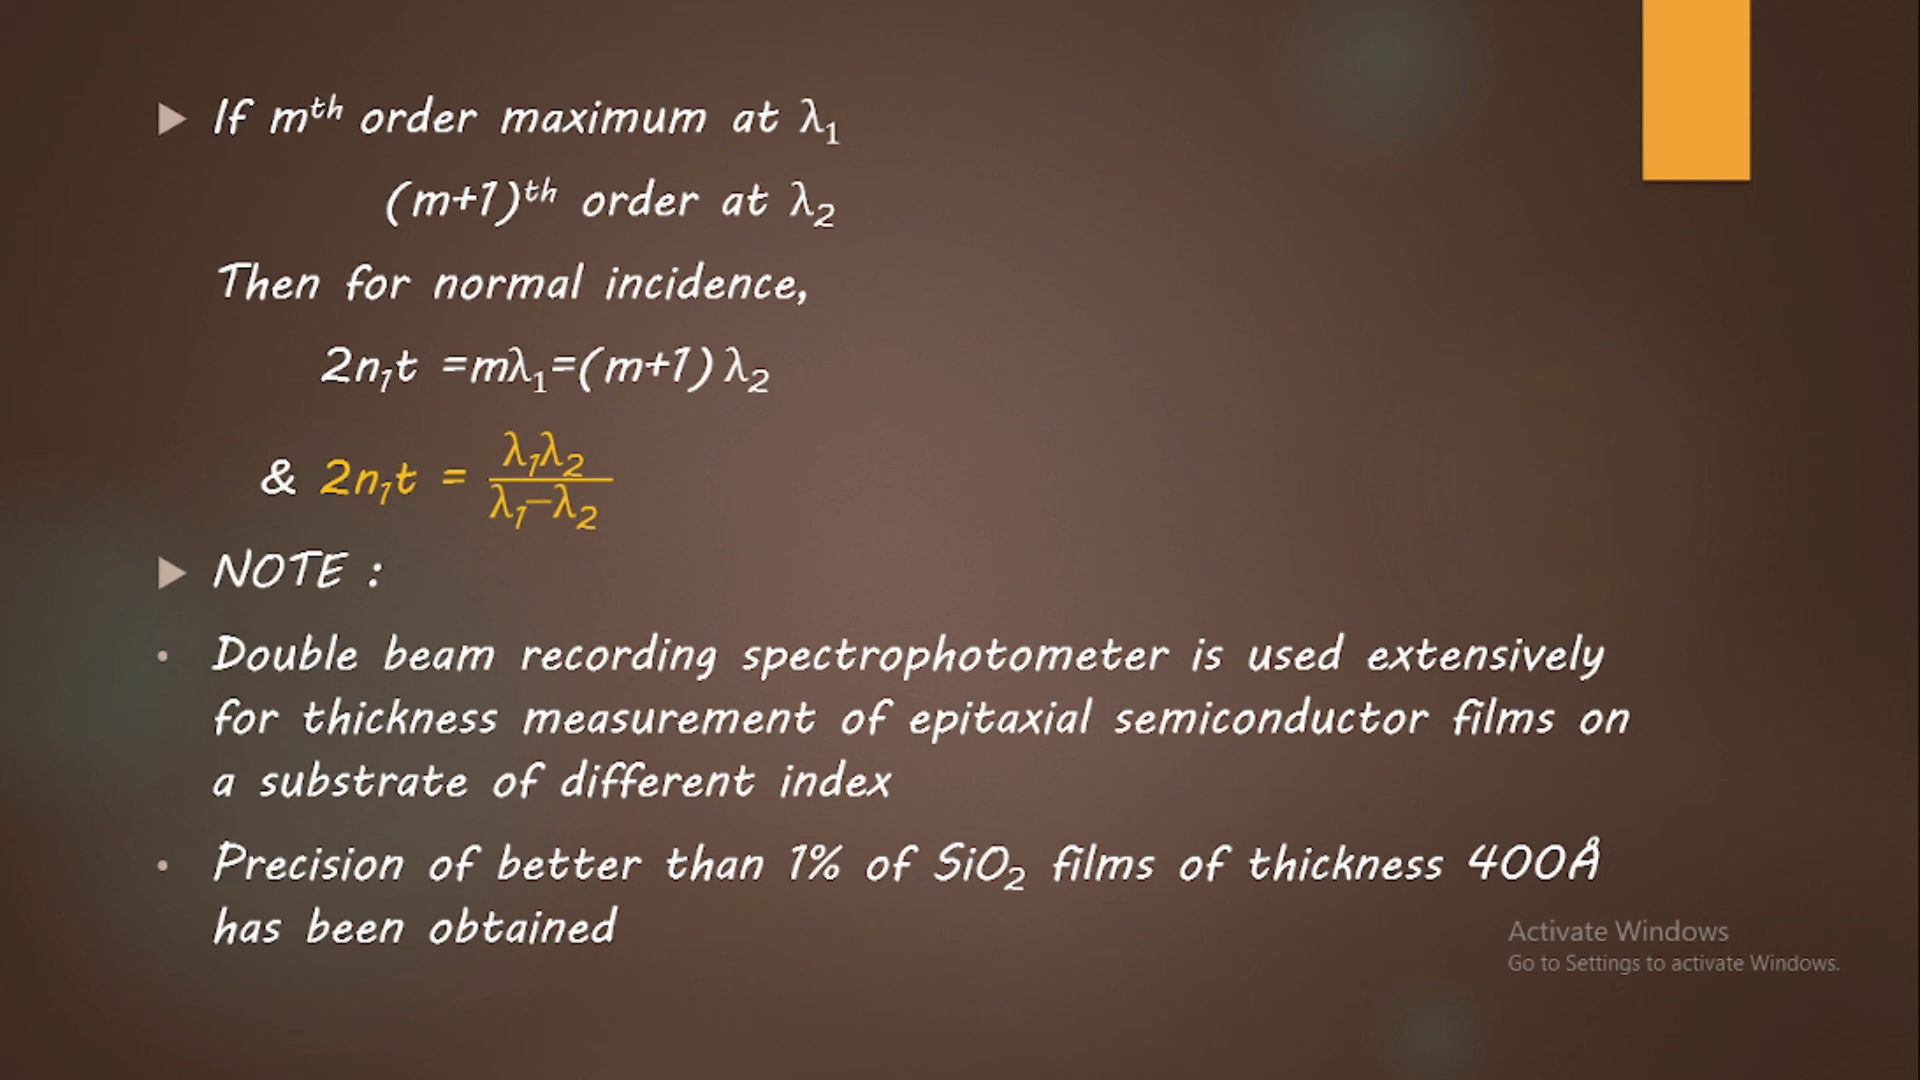 If mᵗʰ order maximum at λ₁
(m+1)ᵗʰ order at λ₂
Then for normal incidence,
2n₁t =mλ₁=(m+1) λ₂
& 2n₁t = λ₁λ₂ / λ₁−λ₂
NOTE :
Double beam recording spectrophotometer is used extensively
for thickness measurement of epitaxial semiconductor films on
a substrate of different index
Precision of better than 1% of SiO₂ films of thickness 400Å
has been obtained
Activate Windows
Go to Settings to activate Windows.